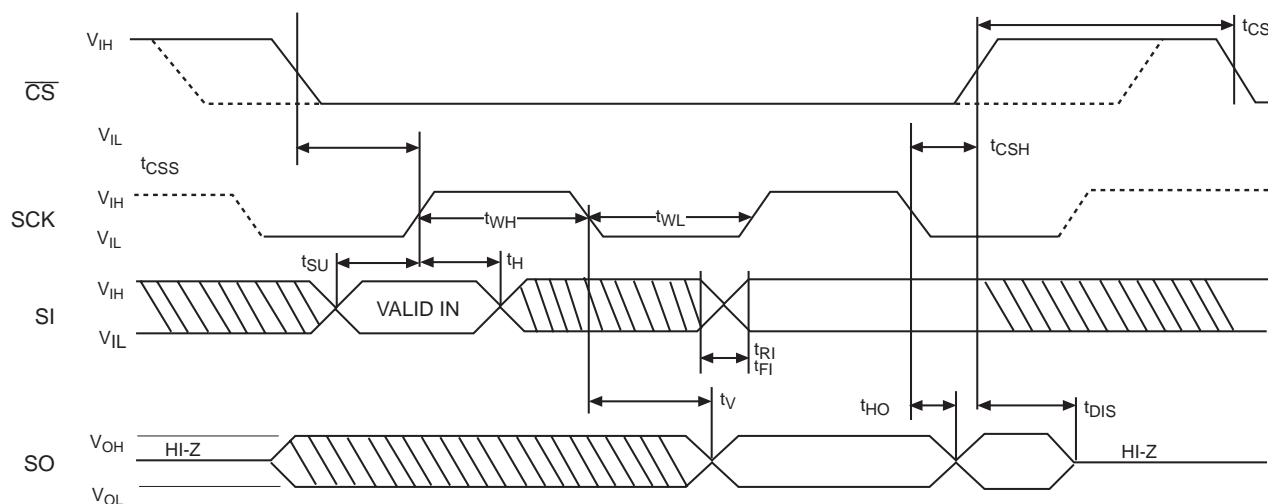 tCS
VIH
CS
VIL
tCSS
tCSH
VIH
SCK
VIL
tWH
tWL
tSU
tH
VIH
SI
VALID IN
VIL
tRI
tFI
tV
tHO
tDIS
VOH
HI-Z
HI-Z
SO
VOL